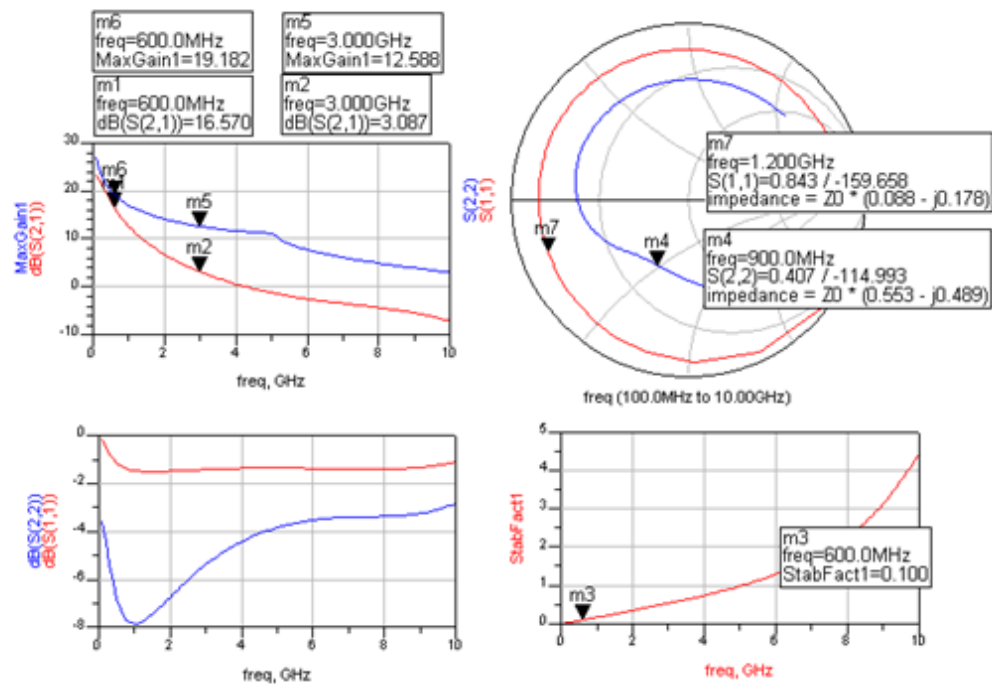 m6
freq=600.0MHz
MaxGain1=19.182
m5
freq=3.000GHz
MaxGain1=12.588
m1
freq=600.0MHz
dB(S(2,1))=16.570
m2
freq=3.000GHz
dB(S(2,1))=3.087
MaxGain1
dB(S(2,1))
30
20
10
0
-10
m6
m5
m2
0
2
4
6
8
10
freq, GHz
S(2,2)
S(1,1)
m7
m4
m7
freq=1.200GHz
S(1,1)=0.843 / -159.658
impedance = Z0 * (0.088 - j0.178)
m4
freq=900.0MHz
S(2,2)=0.407 / -114.993
impedance = Z0 * (0.553 - j0.489)
freq (100.0MHz to 10.00GHz)
dB(S(2,2))
dB(S(1,1))
0
-2
-4
-6
-8
0
2
4
6
8
10
freq, GHz
StabFact1
5
4
3
2
1
0
m3
m3
freq=600.0MHz
StabFact1=0.100
0
2
4
6
8
10
freq, GHz